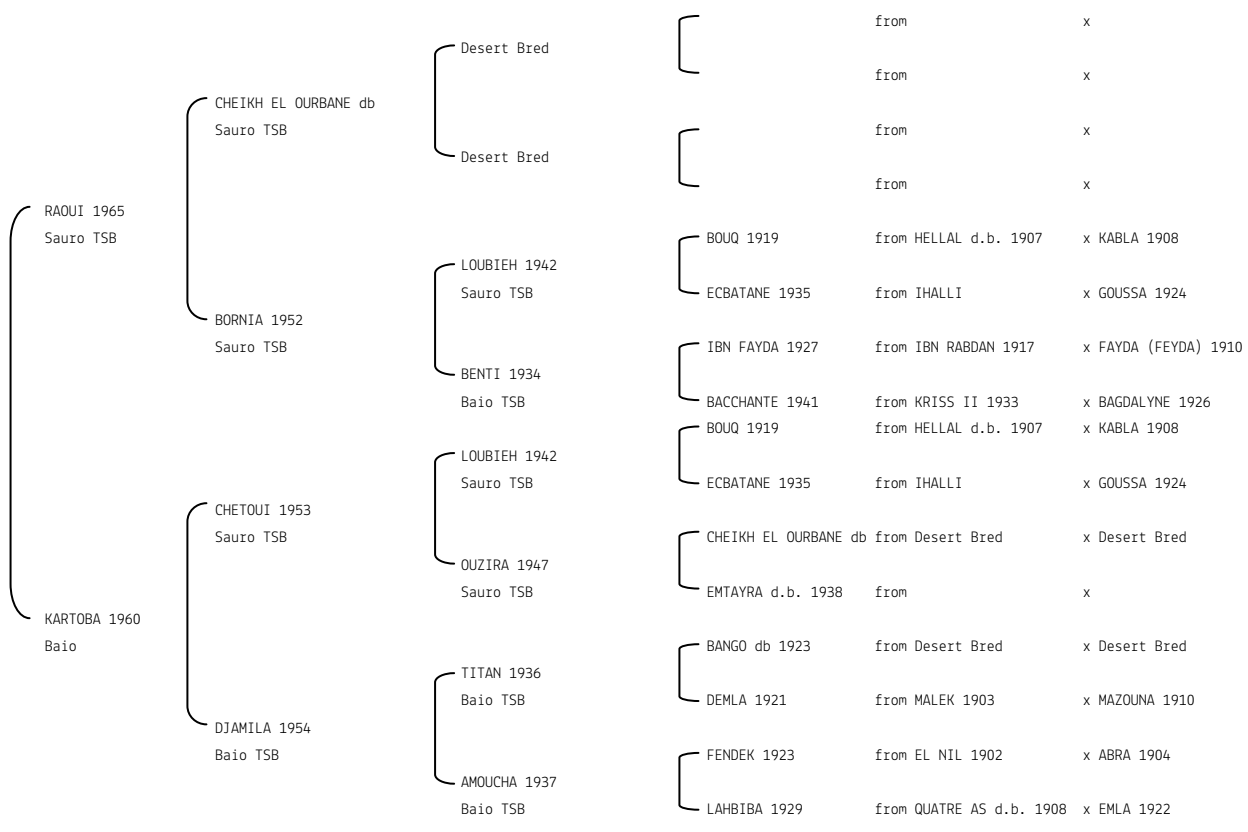 from x
Desert Bred
from x
CHEIKH EL OURBANE db
Sauro TSB
from x
Desert Bred
from x
RAOUI 1965
Sauro TSB
BOUQ 1919 from HELLAL d.b. 1907 x KABLA 1908
LOUBIEH 1942
Sauro TSB
ECBATANE 1935 from IHALLI x GOUSSA 1924
BORNIA 1952
Sauro TSB
IBN FAYDA 1927 from IBN RABDAN 1917 x FAYDA (FEYDA) 1910
BENTI 1934
Baio TSB
BACCHANTE 1941 from KRISS II 1933 x BAGDALYNE 1926
BOUQ 1919 from HELLAL d.b. 1907 x KABLA 1908
LOUBIEH 1942
Sauro TSB
ECBATANE 1935 from IHALLI x GOUSSA 1924
CHETOUI 1953
Sauro TSB
CHEIKH EL OURBANE db from Desert Bred x Desert Bred
OUZIRA 1947
Sauro TSB
EMTAYRA d.b. 1938 from x
KARTOBA 1960
Baio
BANGO db 1923 from Desert Bred x Desert Bred
TITAN 1936
Baio TSB
DEMLA 1921 from MALEK 1903 x MAZOUNA 1910
DJAMILA 1954
Baio TSB
FENDEK 1923 from EL NIL 1902 x ABRA 1904
AMOUCHA 1937
Baio TSB
LAHBIBA 1929 from QUATRE AS d.b. 1908 x EMLA 1922